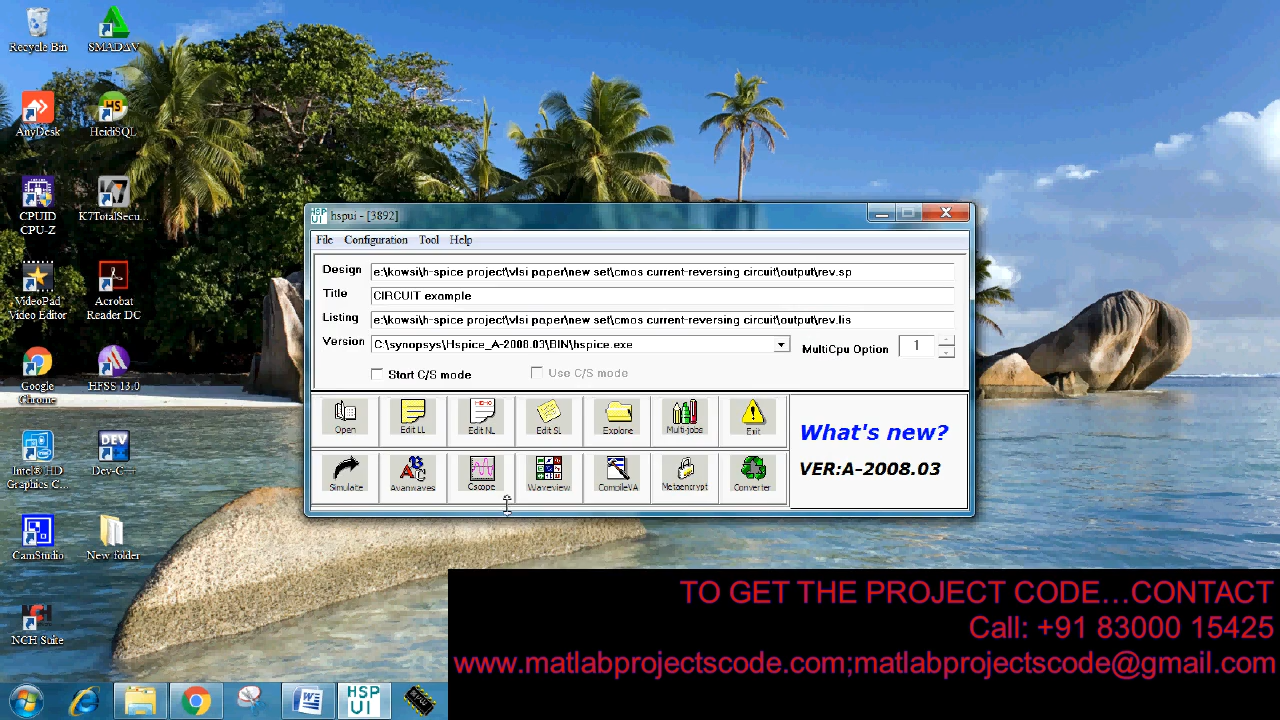 Recycle Bin
SMADAV
AnyDesk
HeidiSQL
CPUID
CPU-Z
K7TotalSecu...
VideoPad
Video Editor
Acrobat
Reader DC
Google
Chrome
HFSS 13.0
Intel® HD
Graphics C...
DEV
Dev-C++
CamStudio
New folder
NCH
NCH Suite
HSP
UI
hspui - [3892]
File Configuration Tool Help
Design e:\kowsi\h-spice project\vlsi paper\new set\cmos current-reversing circuit\output\rev.sp
Title CIRCUIT example
Listing e:\kowsi\h-spice project\vlsi paper\new set\cmos current-reversing circuit\output\rev.lis
Version C:\synopsys\Hspice_A-2008.03\BIN\hspice.exe
MultiCpu Option 1
Start C/S mode Use C/S mode
Open Edit LL Edit NL Edit SL Explore Multi-jobs Exit
Simulate Avanwaves Cscope Waveview CompileVA Metaencrypt Converter
What's new?
VER:A-2008.03
TO GET THE PROJECT CODE...CONTACT
Call: +91 83000 15425
www.matlabprojectscode.com;matlabprojectscode@gmail.com
HSP
UI